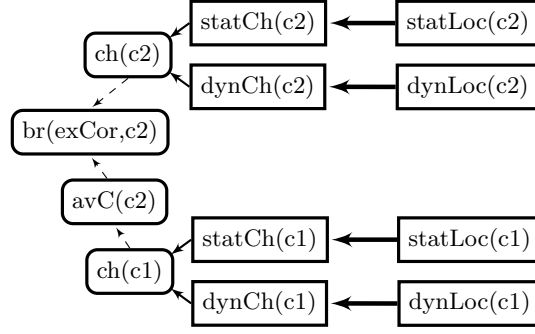 statCh(c2) statLoc(c2)
ch(c2)
dynCh(c2) dynLoc(c2)
br(exCor,c2)
avC(c2)
statCh(c1) statLoc(c1)
ch(c1)
dynCh(c1) dynLoc(c1)